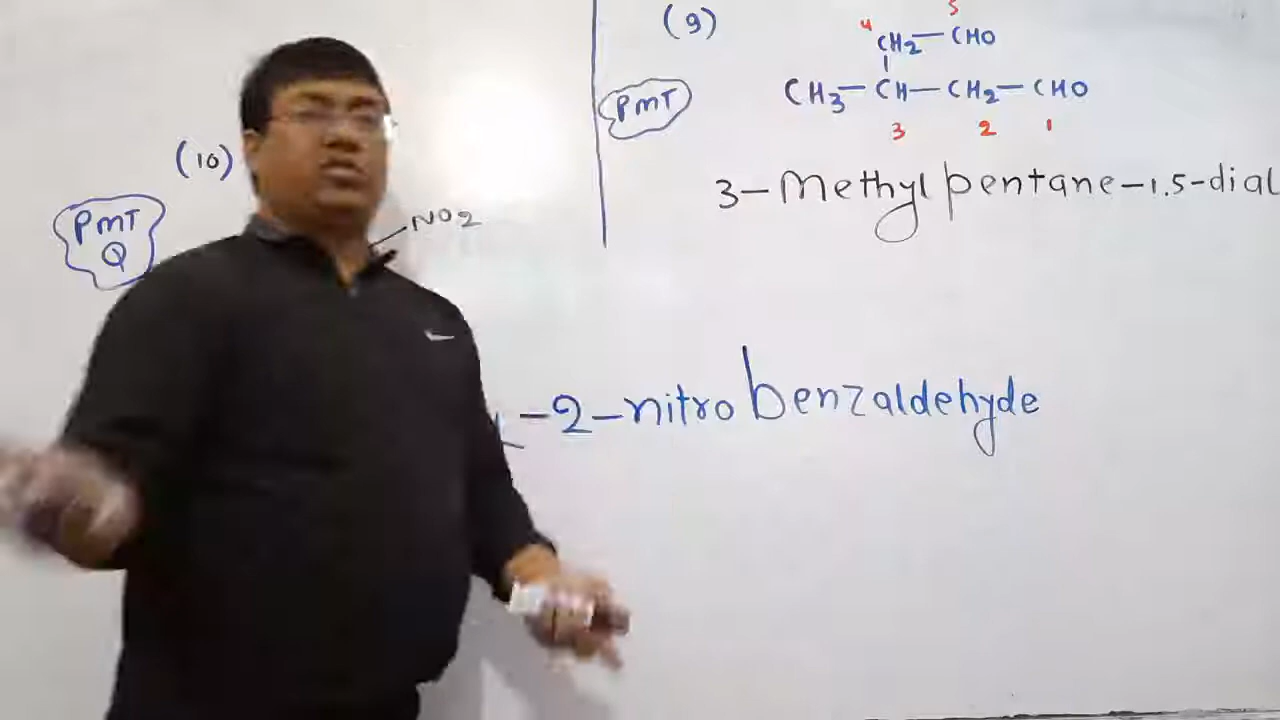 (9)
4 5
CH2—CHO
PMT
CH3—CH—CH2—CHO
3 2 1
3-Methyl pentane-1.5-dial
(10)
PMT
Q
NO2
-2-nitro benzaldehyde